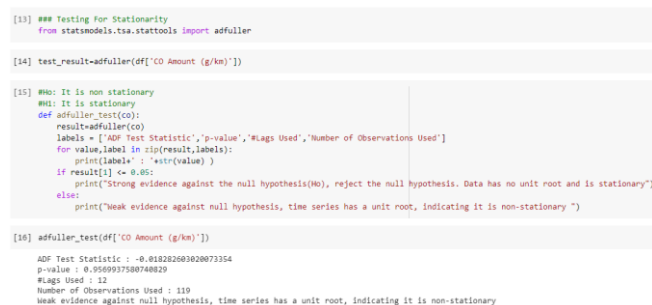 [13] ### Testing For Stationarity
from statsmodels.tsa.stattools import adfuller
[14] test_result=adfuller(df['CO Amount (g/km)'])
[15] #Ho: It is non stationary
#H1: It is stationary
def adfuller_test(co):
result=adfuller(co)
labels = ['ADF Test Statistic','p-value','#Lags Used','Number of Observations Used']
for value,label in zip(result,labels):
print(label+' : '+str(value) )
if result[1] <= 0.05:
print("Strong evidence against the null hypothesis(Ho), reject the null hypothesis. Data has no unit root and is stationary")
else:
print("Weak evidence against null hypothesis, time series has a unit root, indicating it is non-stationary ")
[16] adfuller_test(df['CO Amount (g/km)'])
ADF Test Statistic : -0.018282603020073354
p-value : 0.9569937580740829
#Lags Used : 12
Number of Observations Used : 119
Weak evidence against null hypothesis, time series has a unit root, indicating it is non-stationary